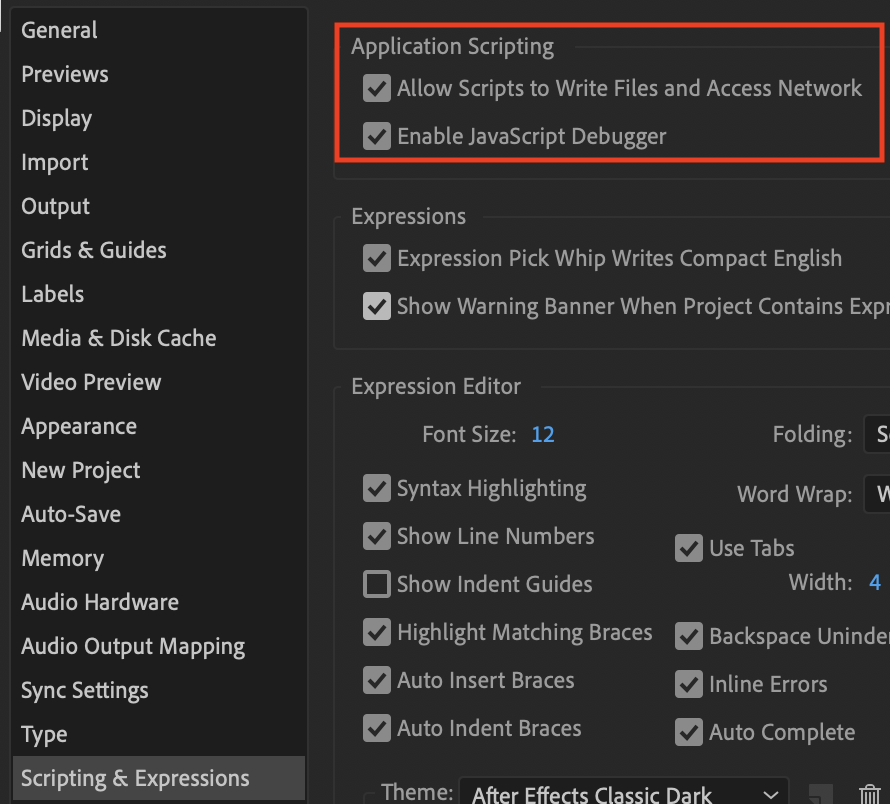 General
Previews
Display
Import
Output
Grids & Guides
Labels
Media & Disk Cache
Video Preview
Appearance
New Project
Auto-Save
Memory
Audio Hardware
Audio Output Mapping
Sync Settings
Type
Scripting & Expressions
Application Scripting
Allow Scripts to Write Files and Access Network
Enable JavaScript Debugger
Expressions
Expression Pick Whip Writes Compact English
Show Warning Banner When Project Contains Expr
Expression Editor
Font Size: 12
Folding:
Syntax Highlighting
Word Wrap:
Show Line Numbers
Use Tabs
Show Indent Guides
Width: 4
Highlight Matching Braces
Backspace Uninden
Auto Insert Braces
Inline Errors
Auto Indent Braces
Auto Complete
Theme: After Effects Classic Dark